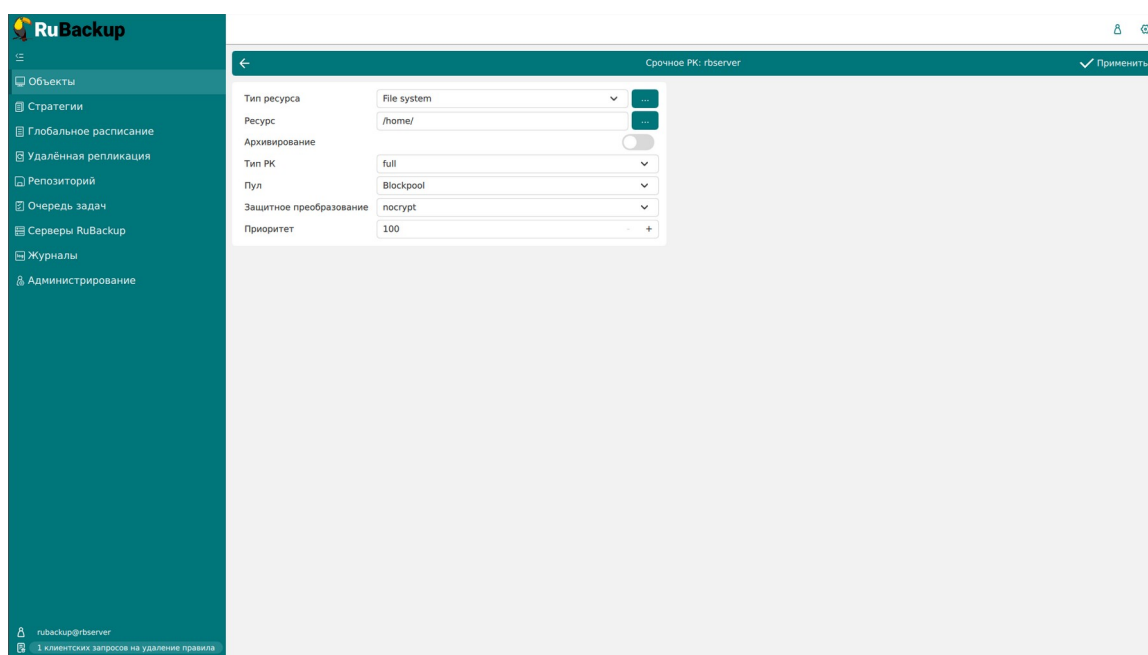 RuBackup
Объекты
Стратегии
Глобальное расписание
Удалённая репликация
Репозиторий
Очередь задач
Серверы RuBackup
Журналы
Администрирование
rubackup@rbserver
1 клиентских запросов на удаление правила
Срочное РК: rbserver
Применить
Тип ресурса File system ...
Ресурс /home/ ...
Архивирование
Тип РК full
Пул Blockpool
Защитное преобразование nocrypt
Приоритет 100 - +